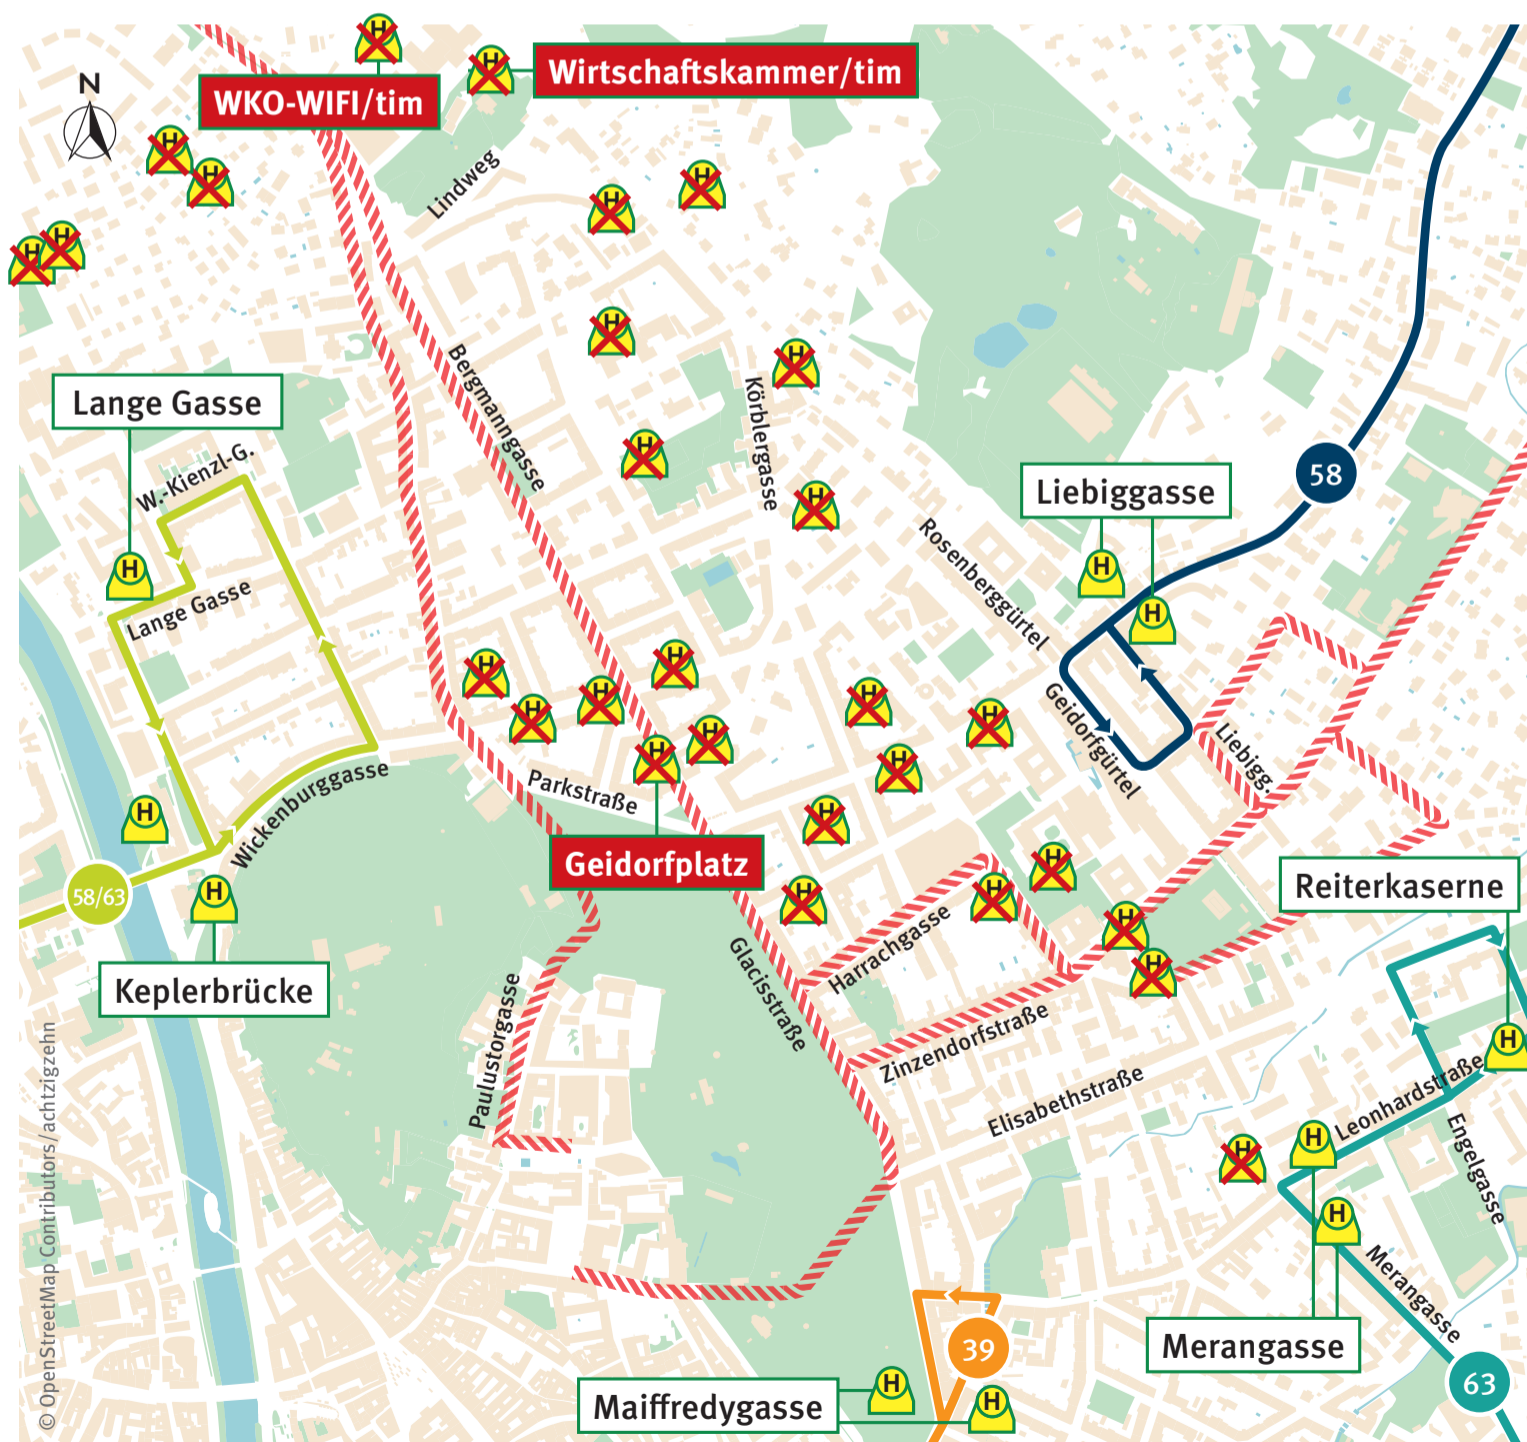 H
H
Wirtschaftskammer/tim
WKO-WIFI/tim
N
H
H
Lindweg
H
H
H
H
H
H
Bergmanngasse
Körblergasse
Lange Gasse
H
W.-Kienzl-G.
58
Liebiggasse
H
Rosenberggürtel
H
H
Lange Gasse
H
H
H
H
H
H
H
H
H
Geidorfgürtel
Liebigg.
H
H
Parkstraße
H
H
Wickenburggasse
Geidorfplatz
H
58/63
H
H
H
Reiterkaserne
H
Harrachgasse
Glacisstraße
H
Keplerbrücke
Paulustorgasse
Zinzendorfstraße
H
Elisabethstraße
Leonhardstraße
H
H
Engelgasse
H
Merangasse
39
Merangasse
63
H
Maiffredygasse
H
© OpenStreetMap Contributors/achtzigzehn